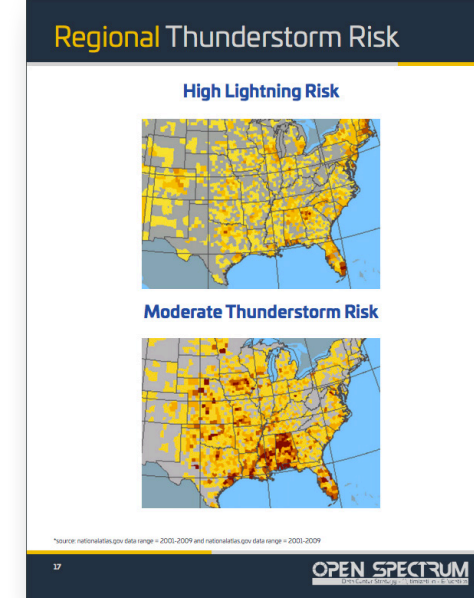 Regional Thunderstorm Risk
High Lightning Risk
Moderate Thunderstorm Risk
*source: nationalatlas.gov data range = 2001-2009 and nationalatlas.gov data range = 2001-2009
17
OPEN SPECTRUM